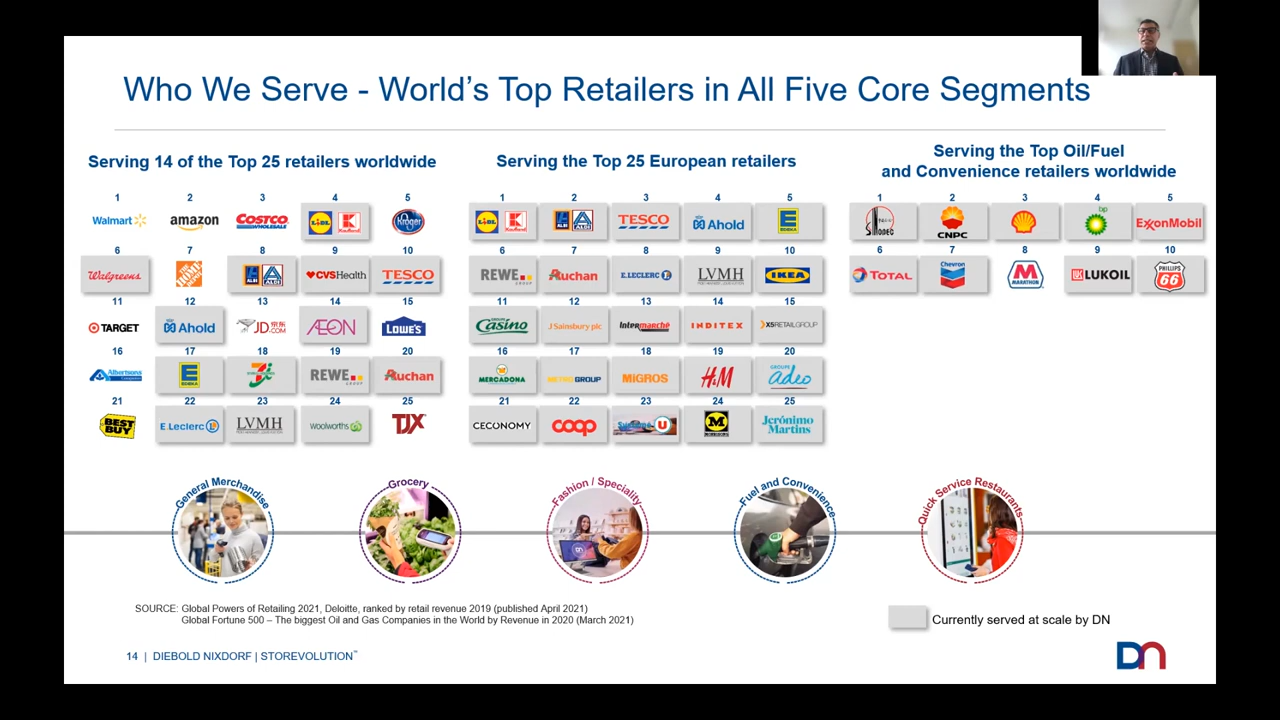 Who We Serve - World's Top Retailers in All Five Core Segments
Serving 14 of the Top 25 retailers worldwide
1 2 3 4 5
Walmart amazon Costco WHOLESALE LIDL Kaufland Kroger
6 7 8 9 10
Walgreens ALDI ALDI CVSHealth TESCO
11 12 13 14 15
TARGET Ahold JD.COM ÆON LOWE'S
16 17 18 19 20
Albertsons EDEKA REWE GROUP Auchan
21 22 23 24 25
BEST BUY E.Leclerc LVMH woolworths TJX
Serving the Top 25 European retailers
1 2 3 4 5
LIDL Kaufland ALDI ALDI TESCO Ahold EDEKA
6 7 8 9 10
REWE GROUP Auchan E.LECLERC LVMH IKEA
11 12 13 14 15
GROUPE Casino J Sainsbury plc Intermarché INDITEX X5RETAILGROUP
16 17 18 19 20
MERCADONA METRO GROUP MIGROS H&M GROUPE adeo
21 22 23 24 25
CECONOMY coop U M Jerónimo Martins
Serving the Top Oil/Fuel
and Convenience retailers worldwide
1 2 3 4 5
SINOPEC CNPC bp ExxonMobil
6 7 8 9 10
TOTAL Chevron M MARATHON LUKOIL PHILLIPS 66
General Merchandise
Grocery
Fashion / Speciality
Fuel and Convenience
Quick Service Restaurants
SOURCE: Global Powers of Retailing 2021, Deloitte, ranked by retail revenue 2019 (published April 2021)
Global Fortune 500 – The biggest Oil and Gas Companies in the World by Revenue in 2020 (March 2021)
Currently served at scale by DN
14 | DIEBOLD NIXDORF | STOREVOLUTION™
DN